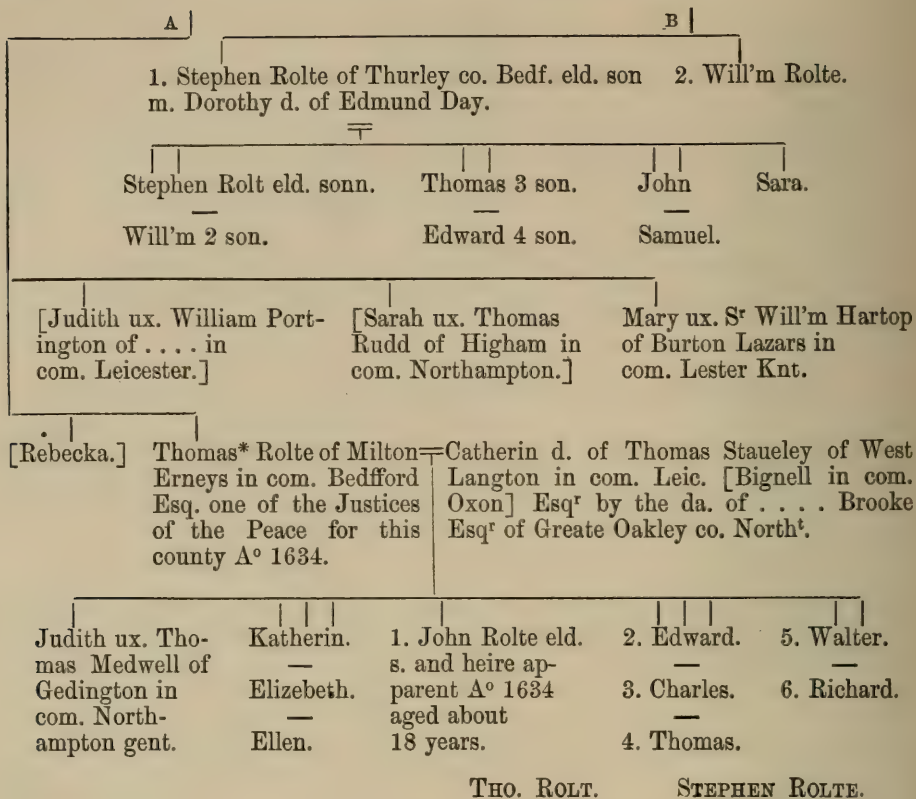 A B
1. Stephen Rolte of Thurley co. Bedf. eld. son
m. Dorothy d. of Edmund Day.
2. Will'm Rolte.
Stephen Rolt eld. sonn.
—
Will'm 2 son.
Thomas 3 son.
—
Edward 4 son.
John
—
Samuel.
Sara.
[Judith ux. William Port-
ington of . . . . in
com. Leicester.]
[Sarah ux. Thomas
Rudd of Higham in
com. Northampton.]
Mary ux. Sʳ Will'm Hartop
of Burton Lazars in
com. Lester Knt.
[Rebecka.]
Thomas* Rolte of Milton
Erneys in com. Bedfford
Esq. one of the Justices
of the Peace for this
county Aᵒ 1634.
Catherin d. of Thomas Staueley of West
Langton in com. Leic. [Bignell in com.
Oxon] Esqʳ by the da. of . . . . Brooke
Esqʳ of Greate Oakley co. Northᵗ.
Judith ux. Tho-
mas Medwell of
Gedington in
com. North-
ampton gent.
Katherin.
—
Elizebeth.
—
Ellen.
1. John Rolte eld.
s. and heire ap-
parent Aᵒ 1634
aged about
18 years.
2. Edward.
—
3. Charles.
—
4. Thomas.
5. Walter.
—
6. Richard.
THO. ROLT. STEPHEN ROLTE.